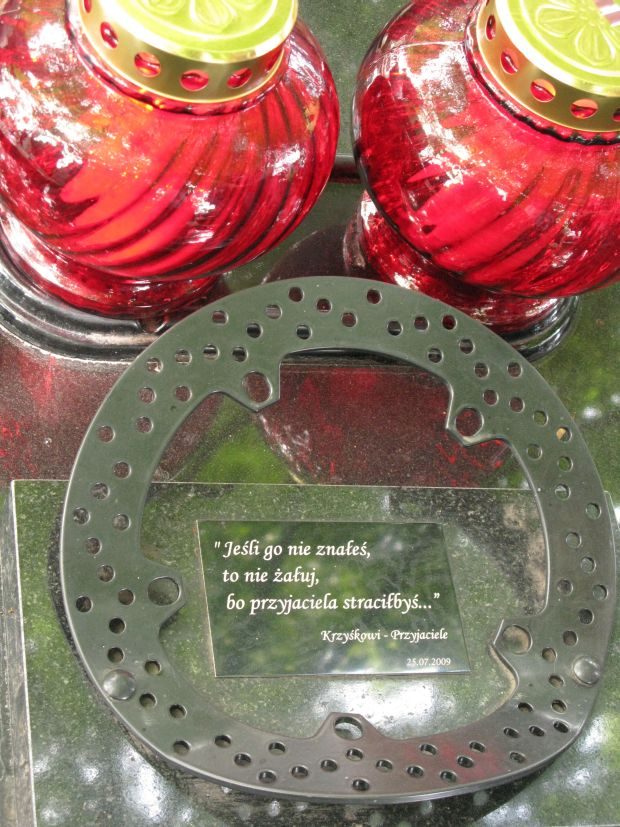 "Jeśli go nie znałeś,
to nie żałuj,
bo przyjaciela straciłbyś..."
Krzyśkowi - Przyjaciele
25.07.2009